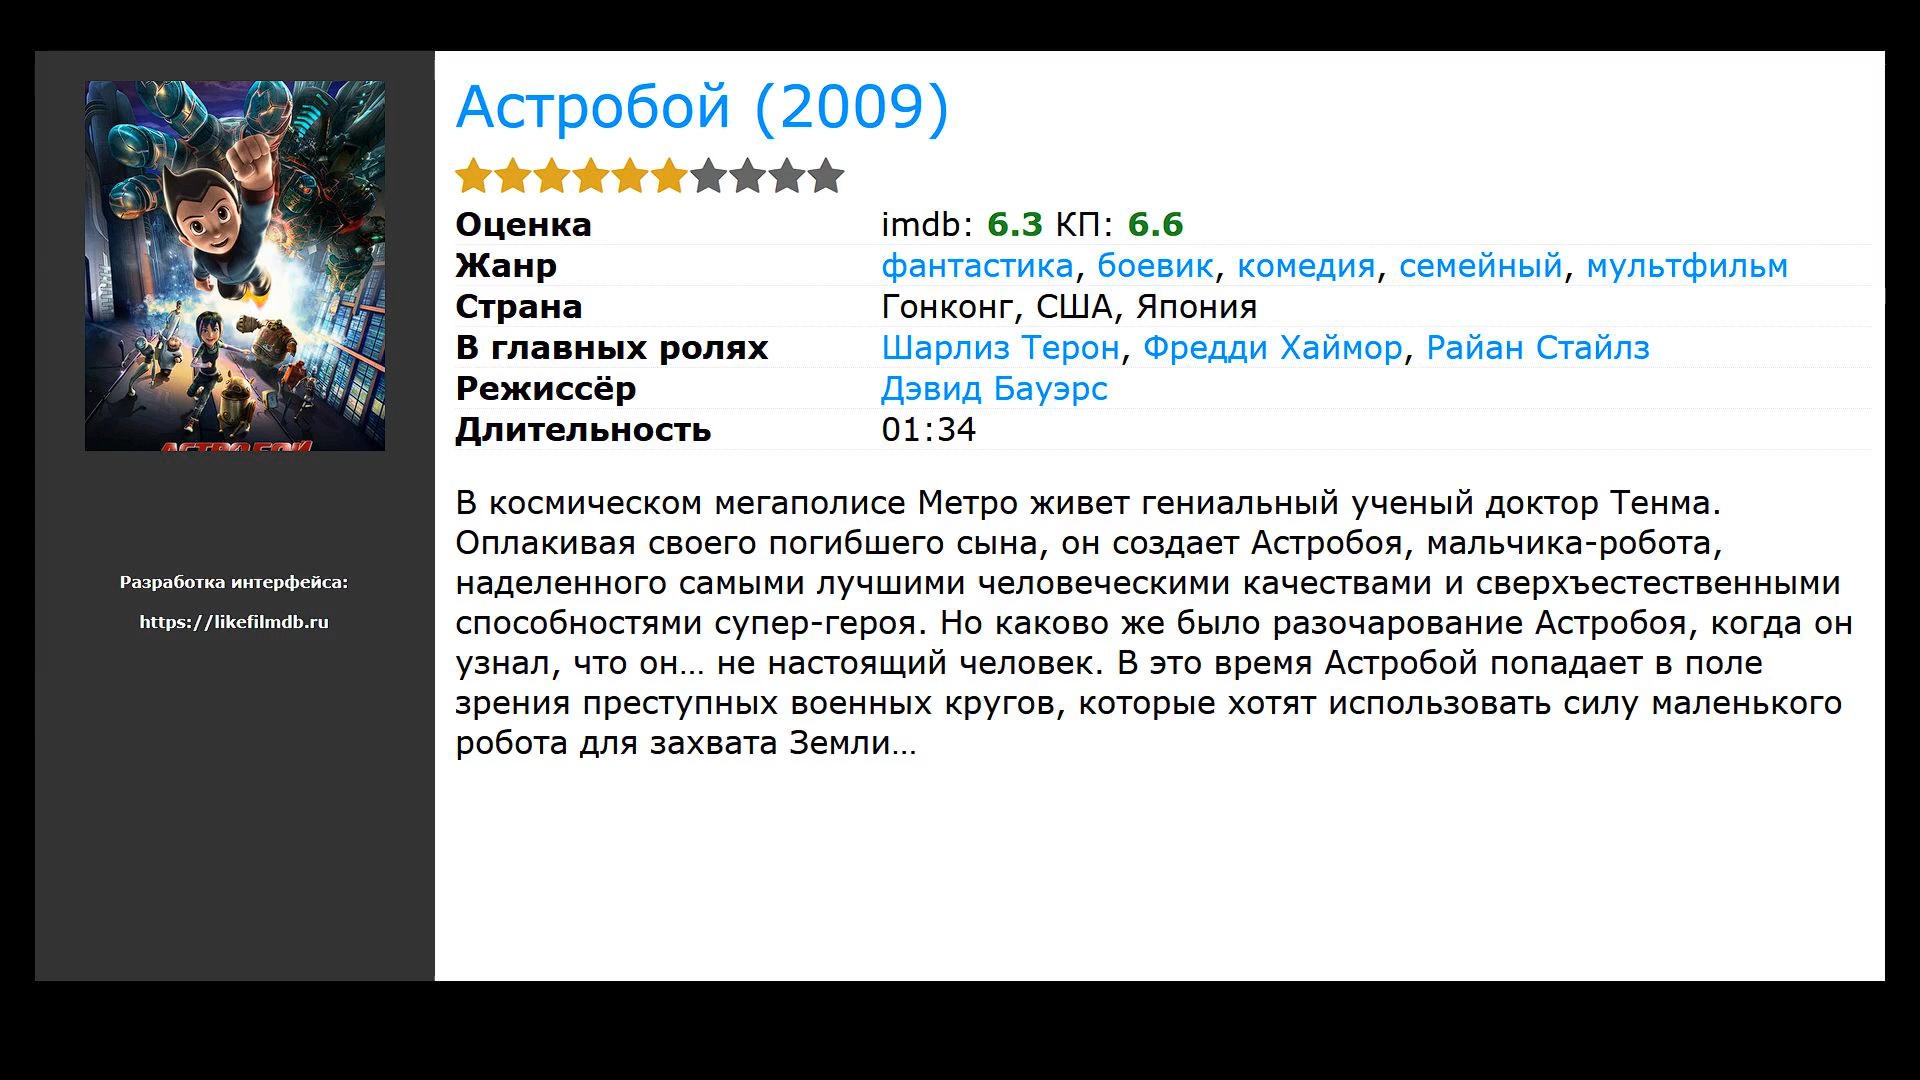 Астробой (2009)
Оценка imdb: 6.3 КП: 6.6
Жанр фантастика, боевик, комедия, семейный, мультфильм
Страна Гонконг, США, Япония
В главных ролях Шарлиз Терон, Фредди Хаймор, Райан Стайлз
Режиссёр Дэвид Бауэрс
Длительность 01:34
В космическом мегаполисе Метро живет гениальный ученый доктор Тенма.
Оплакивая своего погибшего сына, он создает Астробоя, мальчика-робота,
наделенного самыми лучшими человеческими качествами и сверхъестественными
способностями супер-героя. Но каково же было разочарование Астробоя, когда он
узнал, что он... не настоящий человек. В это время Астробой попадает в поле
зрения преступных военных кругов, которые хотят использовать силу маленького
робота для захвата Земли...
АСТРОБОЙ
Разработка интерфейса:
https://likefilmdb.ru